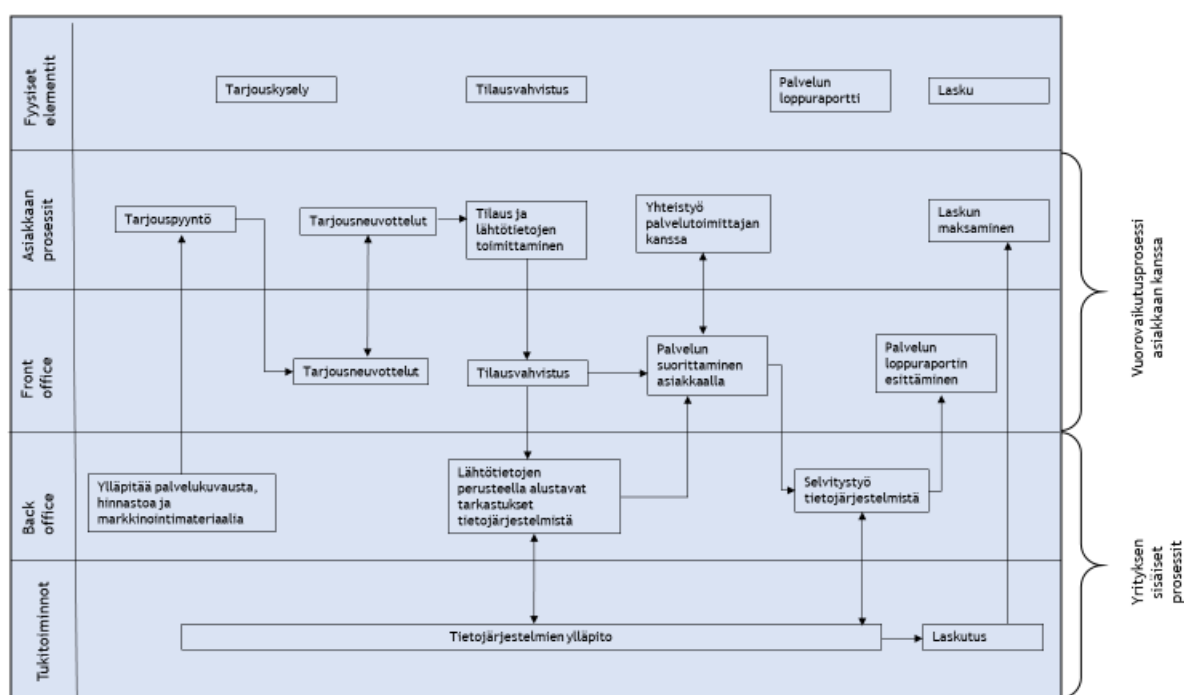 Fyysiset
elementit
Tarjouskysely
Tilausvahvistus
Palvelun
loppuraportti
Lasku
Asiakkaan
prosessit
Tarjouspyyntö
Tarjousneuvottelut
Tilaus ja
lähtötietojen
toimittaminen
Yhteistyö
palvelutoimittajan
kanssa
Laskun
maksaminen
Vuorovaikutusprosessi
asiakkaan kanssa
Front
office
Tarjousneuvottelut
Tilausvahvistus
Palvelun
suorittaminen
asiakkaalla
Palvelun
loppuraportin
esittäminen
Back
office
Ylläpitää palvelukuvausta,
hinnastoa ja
markkinointimateriaalia
Lähtötietojen
perusteella alustavat
tarkastukset
tietojärjestelmistä
Selvitystyö
tietojärjestelmistä
Yrityksen
sisäiset
prosessit
Tukitoiminnot
Tietojärjestelmien ylläpito
Laskutus